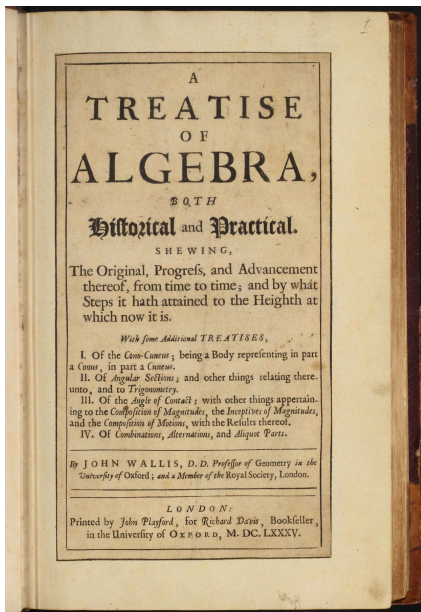 1.
A
TREATISE
OF
ALGEBRA,
BOTH
Hiſtorical and Practical.
SHEWING,
The Original, Progreſs, and Advancement
thereof, from time to time; and by what
Steps it hath attained to the Heighth at
which now it is.
With ſome Additional TREATISES,
I. Of the Cono-Cuneus; being a Body repreſenting in part
a Conus, in part a Cuneus.
II. Of Angular Sections; and other things relating there-
unto, and to Trigonometry.
III. Of the Angle of Contact; with other things appertain-
ing to the Compoſition of Magnitudes, the Inceptives of Magnitudes,
and the Compoſition of Motions, with the Reſults thereof.
IV. Of Combinations, Alternations, and Aliquot Parts.
By JOHN WALLIS, D. D. Profeſſor of Geometry in the
Univerſity of Oxford; and a Member of the Royal Society, London.
LONDON:
Printed by John Playford, for Richard Davis, Bookſeller,
in the Univerſity of OXFORD, M. DC. LXXXV.